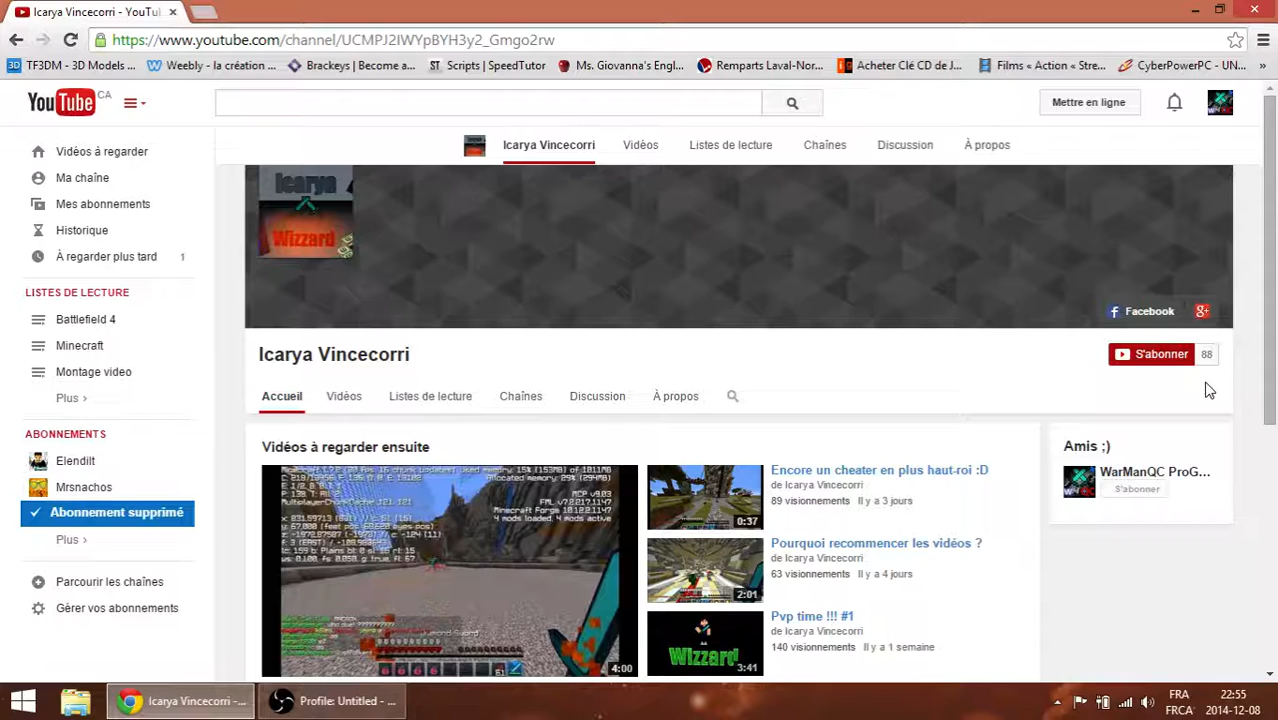 Icarya Vincecorri - YouTu
https://www.youtube.com/channel/UCMPJ2IWYpBYH3y2_Gmgo2rw
TF3DM - 3D Models ...
Weebly - la création ...
Brackeys | Become a...
ST Scripts | SpeedTutor
Ms. Giovanna's Engl...
Remparts Laval-Nor...
Acheter Clé CD de J...
Films « Action « Stre...
CyberPowerPC - UN...
»
YouTube CA
Mettre en ligne
Icarya Vincecorri
Vidéos
Listes de lecture
Chaînes
Discussion
À propos
Vidéos à regarder
Ma chaîne
Mes abonnements
Historique
À regarder plus tard 1
LISTES DE LECTURE
Battlefield 4
Minecraft
Montage video
Plus ›
ABONNEMENTS
Elendilt
Mrsnachos
Abonnement supprimé
Plus ›
Parcourir les chaînes
Gérer vos abonnements
Icarya
Wizzard
Facebook
g+
Icarya Vincecorri
S'abonner 88
Accueil
Vidéos
Listes de lecture
Chaînes
Discussion
À propos
Vidéos à regarder ensuite
4:00
Encore un cheater en plus haut-roi :D
de Icarya Vincecorri
89 visionnements Il y a 3 jours
0:37
Pourquoi recommencer les vidéos ?
de Icarya Vincecorri
63 visionnements Il y a 4 jours
2:01
Pvp time !!! #1
de Icarya Vincecorri
140 visionnements Il y a 1 semaine
Wizzard
3:41
Amis ;)
WarManQC ProG...
S'abonner
Icarya Vincecorri -...
Profile: Untitled - ...
FRA
FRCA
22:55
2014-12-08